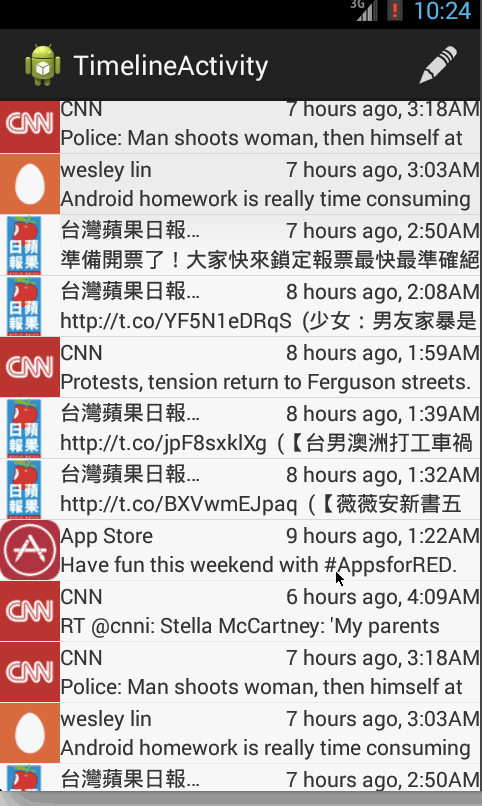 3G 10:24
TimelineActivity
CNN 7 hours ago, 3:18AM
CNN Police: Man shoots woman, then himself at
wesley lin 7 hours ago, 3:03AM
Android homework is really time consuming
台灣蘋果日報... 7 hours ago, 2:50AM
日蘋報果 準備開票了！大家快來鎖定報票最快最準確絕
台灣蘋果日報... 8 hours ago, 2:08AM
日蘋報果 http://t.co/YF5N1eDRqS (少女：男友家暴是
CNN 8 hours ago, 1:59AM
CNN Protests, tension return to Ferguson streets.
台灣蘋果日報... 8 hours ago, 1:39AM
日蘋報果 http://t.co/jpF8sxklXg (【台男澳洲打工車禍
台灣蘋果日報... 8 hours ago, 1:32AM
日蘋報果 http://t.co/BXVwmEJpaq (【薇薇安新書五
App Store 9 hours ago, 1:22AM
Have fun this weekend with #AppsforRED.
CNN 6 hours ago, 4:09AM
CNN RT @cnni: Stella McCartney: 'My parents
CNN 7 hours ago, 3:18AM
CNN Police: Man shoots woman, then himself at
wesley lin 7 hours ago, 3:03AM
Android homework is really time consuming
台灣蘋果日報... 7 hours ago, 2:50AM